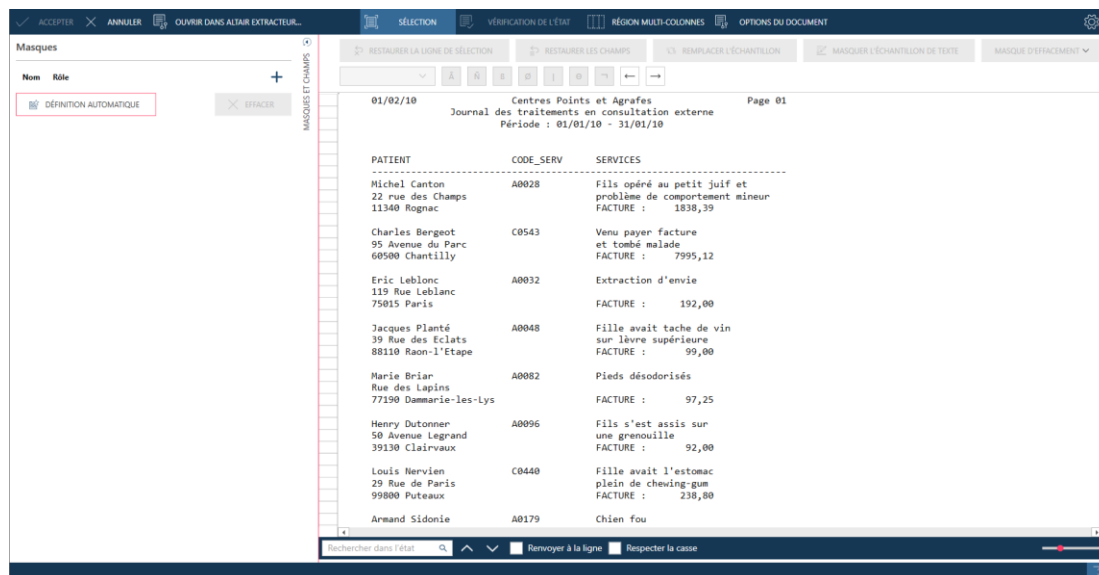 ACCEPTER ANNULER OUVRIR DANS ALTAIR EXTRACTEUR... SÉLECTION VÉRIFICATION DE L'ÉTAT RÉGION MULTI-COLONNES OPTIONS DU DOCUMENT
Masques
Nom Rôle
DÉFINITION AUTOMATIQUE EFFACER
MASQUES ET CHAMPS
RESTAURER LA LIGNE DE SÉLECTION RESTAURER LES CHAMPS REMPLACER L'ÉCHANTILLON MASQUER L'ÉCHANTILLON DE TEXTE MASQUE D'EFFACEMENT
01/02/10 Centres Points et Agrafes Page 01
Journal des traitements en consultation externe
Période : 01/01/10 - 31/01/10
PATIENT CODE_SERV SERVICES
Michel Canton A0028 Fils opéré au petit juif et
22 rue des Champs problème de comportement mineur
11340 Rognac FACTURE : 1838,39
Charles Bergeot C0543 Venu payer facture
95 Avenue du Parc et tombé malade
60500 Chantilly FACTURE : 7995,12
Eric Leblonc A0032 Extraction d'envie
119 Rue Leblanc
75015 Paris FACTURE : 192,00
Jacques Planté A0048 Fille avait tache de vin
39 Rue des Eclats sur lèvre supérieure
88110 Raon-l'Etape FACTURE : 99,00
Marie Briar A0082 Pieds désodorisés
Rue des Lapins
77190 Dammarie-les-Lys FACTURE : 97,25
Henry Dutonner A0096 Fils s'est assis sur
50 Avenue Legrand une grenouille
39130 Clairvaux FACTURE : 92,00
Louis Nervien C0440 Fille avait l'estomac
29 Rue de Paris plein de chewing-gum
99800 Puteaux FACTURE : 238,80
Armand Sidonie A0179 Chien fou
Rechercher dans l'état Renvoyer à la ligne Respecter la casse